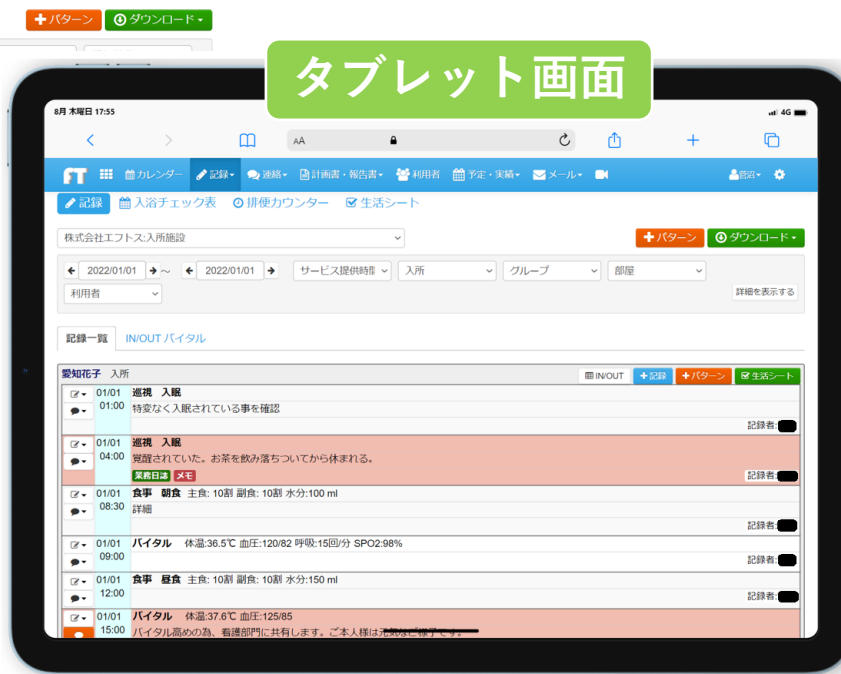 パターン ダウンロード
タブレット画面
8月 木曜日 17:55
4G
AA
fT カレンダー 記録 連絡 計画書・報告書 利用者 予定・実績 メール 菅沼
記録 入浴チェック表 排便カウンター 生活シート
株式会社エフトス:入所施設
パターン ダウンロード
2022/01/01 ～ 2022/01/01 サービス提供時間 入所 グループ 部屋
利用者 詳細を表示する
記録一覧 IN/OUT バイタル
愛知花子 入所 IN/OUT +記録 +パターン 生活シート
01/01 巡視 入眠
01:00 特変なく入眠されている事を確認
記録者:
01/01 巡視 入眠
04:00 覚醒されていた。お茶を飲み落ちついてから休まれる。
業務日誌 メモ 記録者:
01/01 食事 朝食 主食: 10割 副食: 10割 水分:100 ml
08:30 詳細
記録者:
01/01 バイタル 体温:36.5℃ 血圧:120/82 呼吸:15回/分 SPO2:98%
09:00
記録者:
01/01 食事 昼食 主食: 10割 副食: 10割 水分:150 ml
12:00
記録者:
01/01 バイタル 体温:37.6℃ 血圧:125/85
15:00 バイタル高めの為、看護部門に共有します。ご本人様は元気なご様子です。